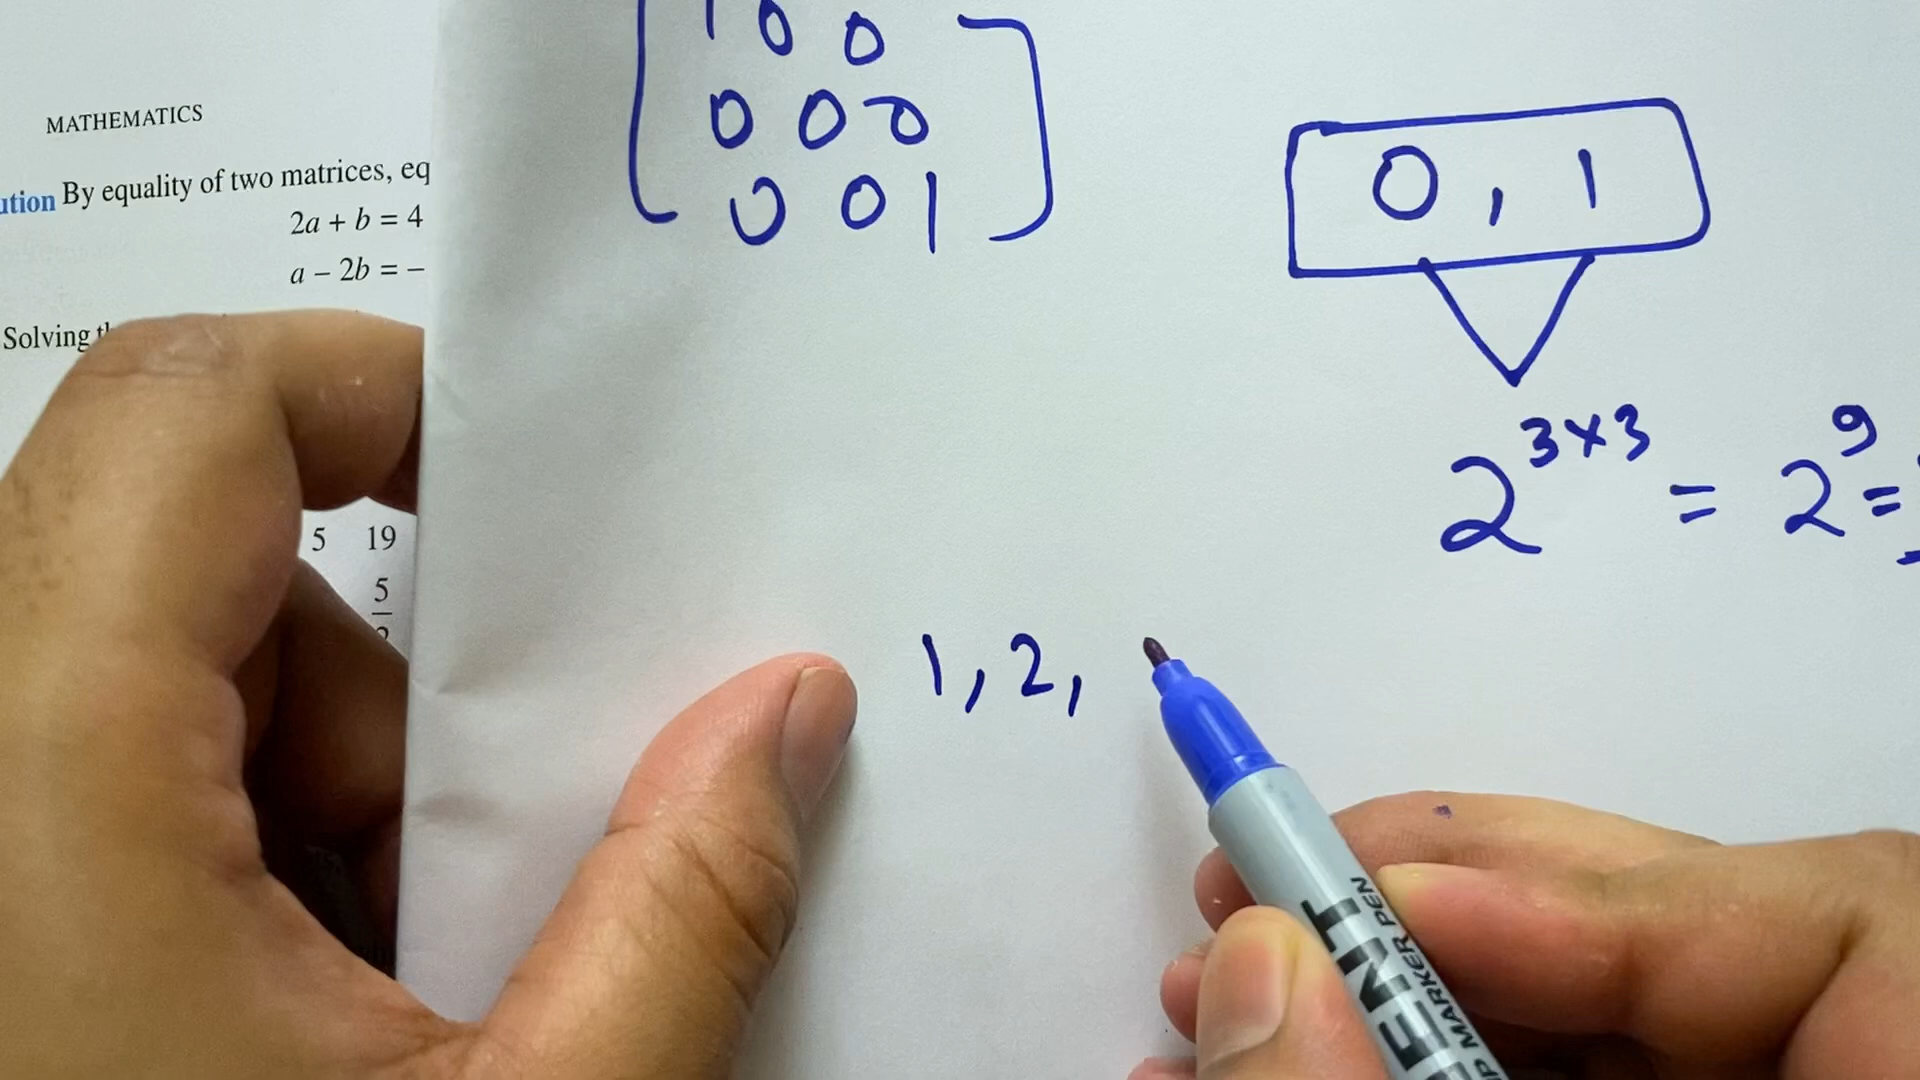 MATHEMATICS
ution By equality of two matrices, eq
2a + b = 4
a – 2b = –
Solving
5 19
5
1 0 0
0 0 0
0 0 1
0 , 1
2^{3×3} = 2^9 =
1, 2,
MARKER PEN